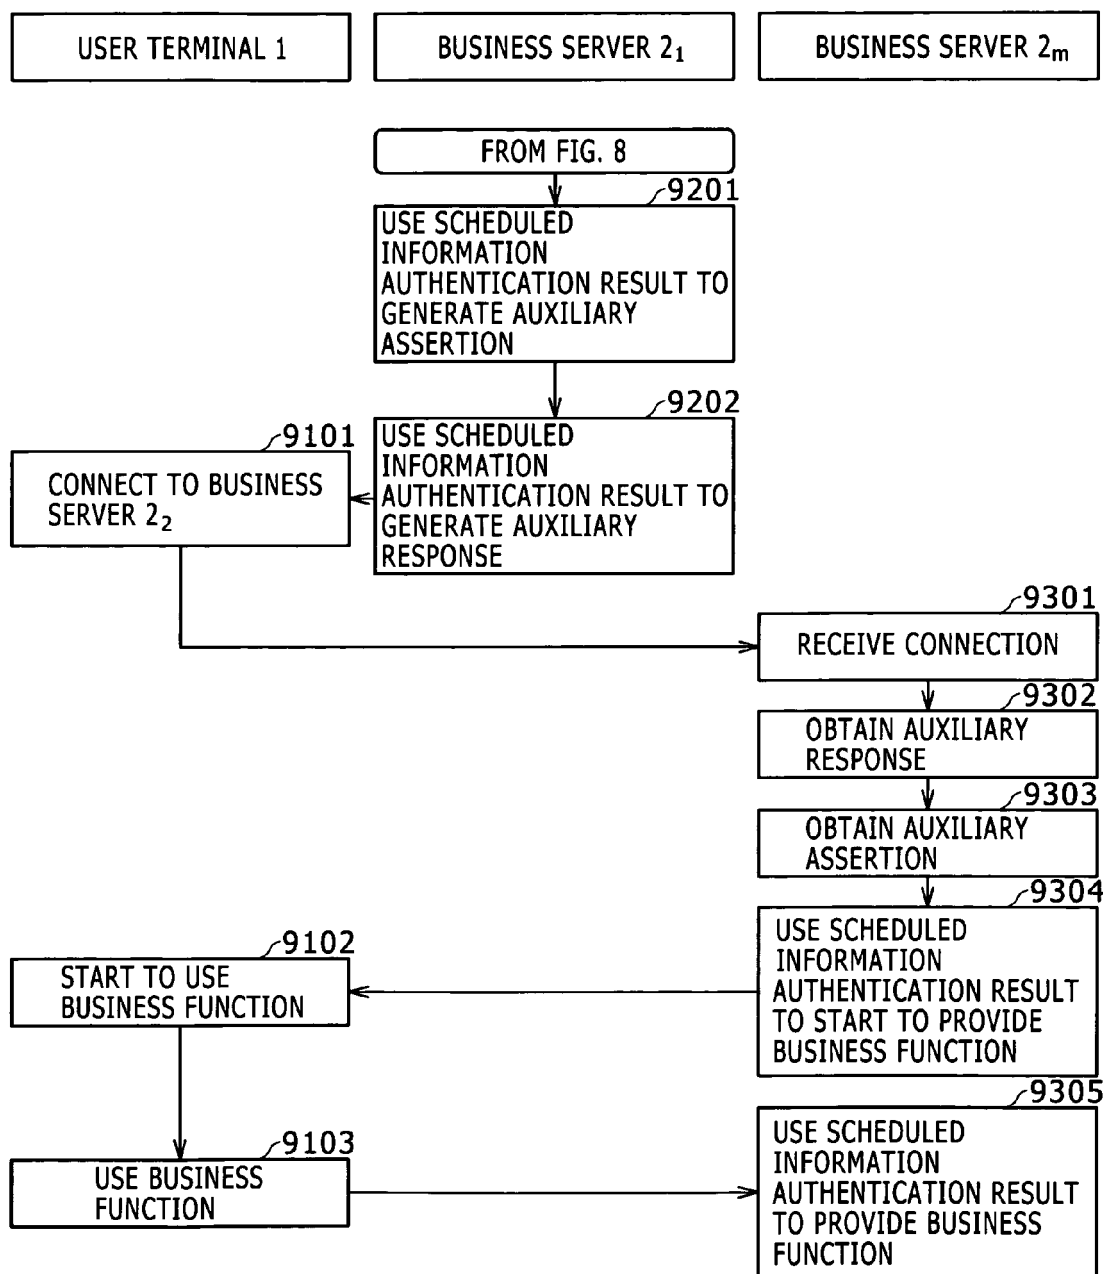 USER TERMINAL 1
BUSINESS SERVER 2₁
BUSINESS SERVER 2ₘ
FROM FIG. 8
9201
USE SCHEDULED
INFORMATION
AUTHENTICATION RESULT TO
GENERATE AUXILIARY
ASSERTION
9202
USE SCHEDULED
INFORMATION
AUTHENTICATION RESULT TO
GENERATE AUXILIARY
RESPONSE
9101
CONNECT TO BUSINESS
SERVER 2₂
9301
RECEIVE CONNECTION
9302
OBTAIN AUXILIARY
RESPONSE
9303
OBTAIN AUXILIARY
ASSERTION
9304
USE SCHEDULED
INFORMATION
AUTHENTICATION RESULT
TO START TO PROVIDE
BUSINESS FUNCTION
9102
START TO USE
BUSINESS FUNCTION
9103
USE BUSINESS
FUNCTION
9305
USE SCHEDULED
INFORMATION
AUTHENTICATION RESULT
TO PROVIDE BUSINESS
FUNCTION